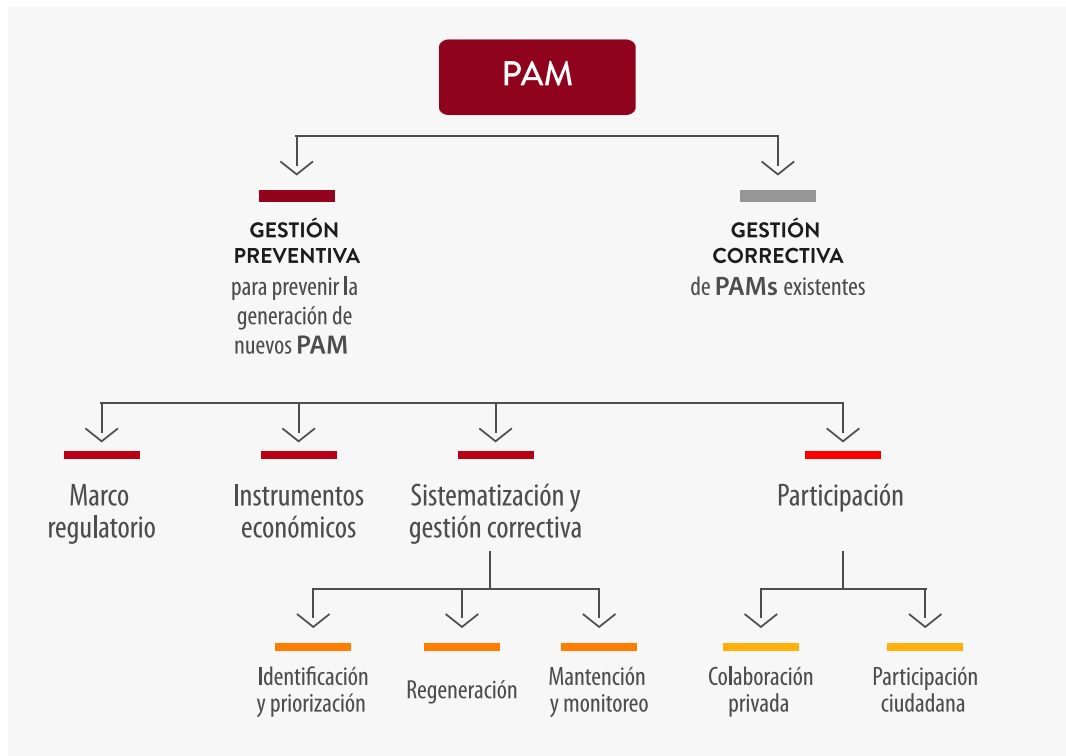 PAM
GESTIÓN
PREVENTIVA
para prevenir la
generación de
nuevos PAM
GESTIÓN
CORRECTIVA
de PAMs existentes
Marco
regulatorio
Instrumentos
económicos
Sistematización y
gestión correctiva
Participación
Identificación
y priorización
Regeneración
Mantención
y monitoreo
Colaboración
privada
Participación
ciudadana